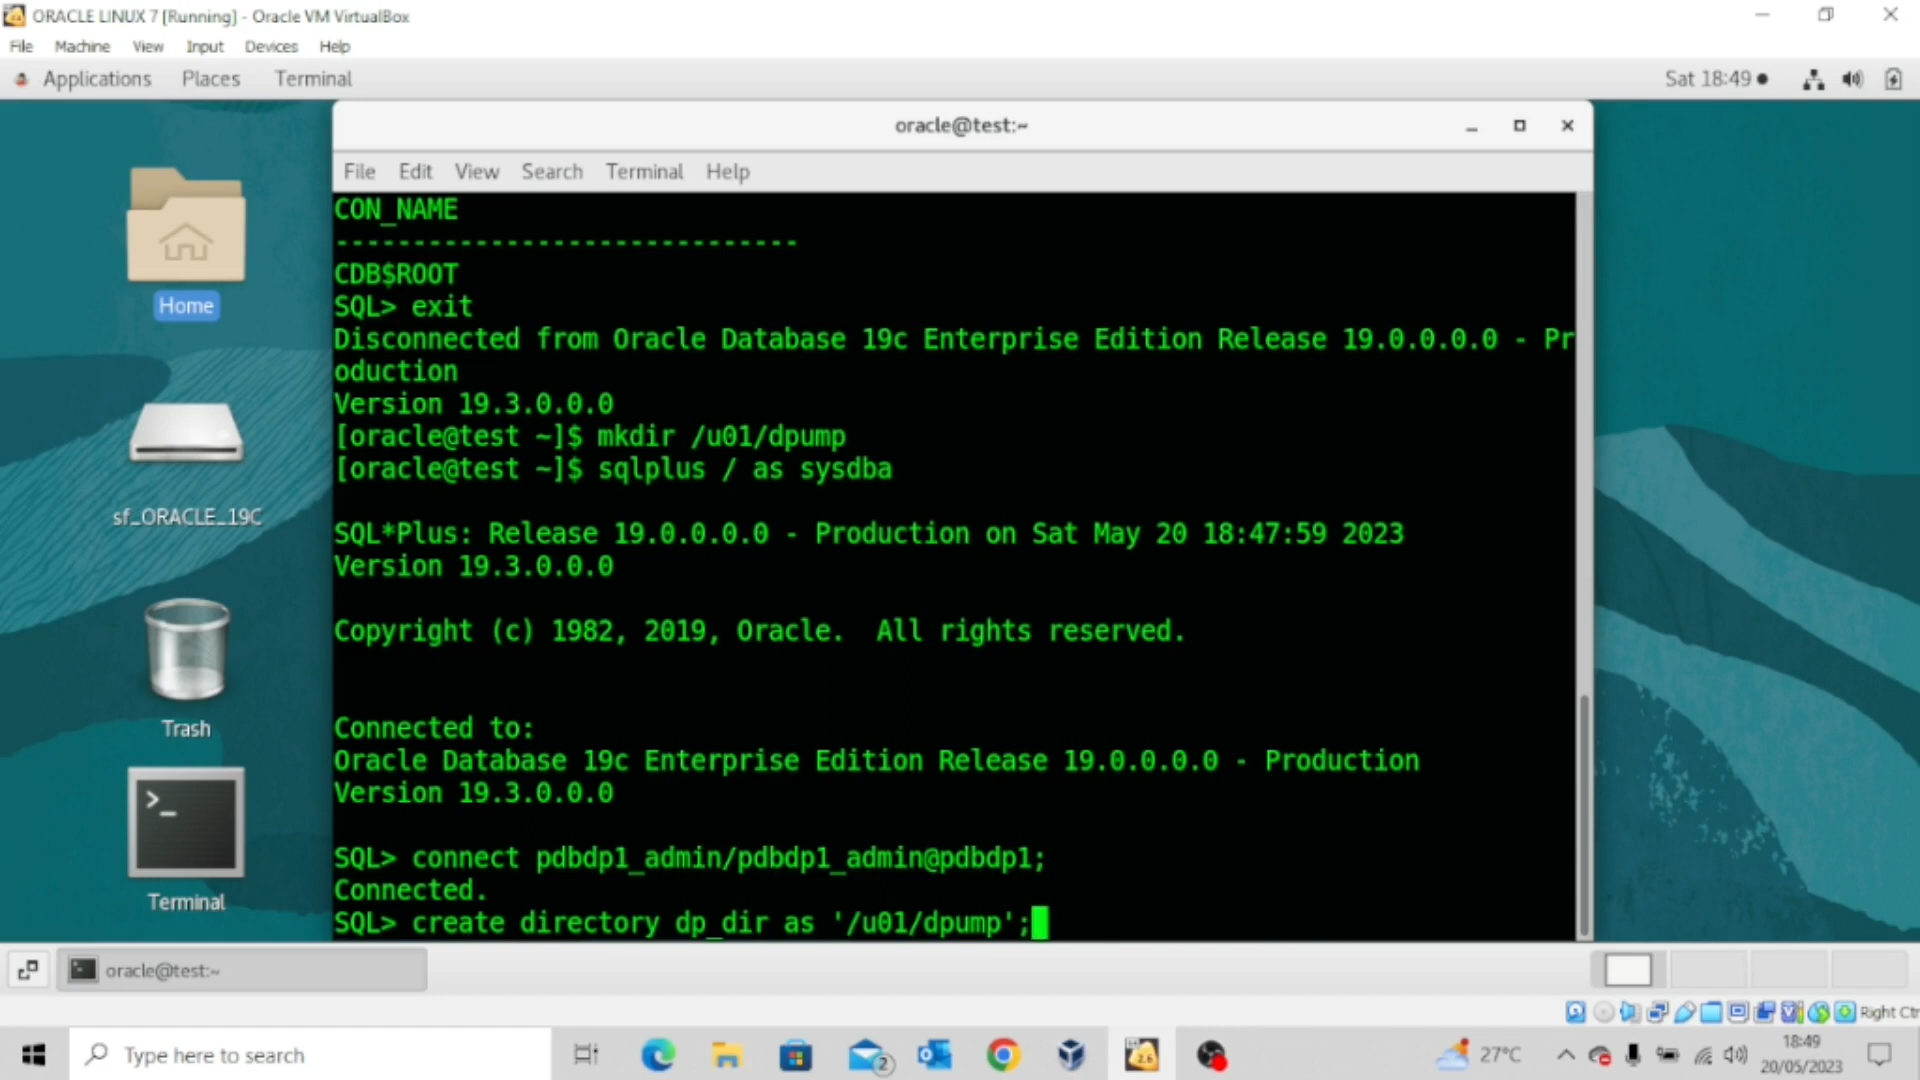 ORACLE LINUX 7 [Running] - Oracle VM VirtualBox
File Machine View Input Devices Help
Applications Places Terminal Sat 18:49
oracle@test:~
File Edit View Search Terminal Help
CON_NAME
------------------------------
CDB$ROOT
SQL> exit
Disconnected from Oracle Database 19c Enterprise Edition Release 19.0.0.0.0 - Pr
oduction
Version 19.3.0.0.0
[oracle@test ~]$ mkdir /u01/dpump
[oracle@test ~]$ sqlplus / as sysdba
SQL*Plus: Release 19.0.0.0.0 - Production on Sat May 20 18:47:59 2023
Version 19.3.0.0.0
Copyright (c) 1982, 2019, Oracle.  All rights reserved.
Connected to:
Oracle Database 19c Enterprise Edition Release 19.0.0.0.0 - Production
Version 19.3.0.0.0
SQL> connect pdbdp1_admin/pdbdp1_admin@pdbdp1;
Connected.
SQL> create directory dp_dir as '/u01/dpump';
Home
sf_ORACLE_19C
Trash
Terminal
oracle@test:~
Right Ctr
Type here to search
2
2.6
27°C
18:49
20/05/2023